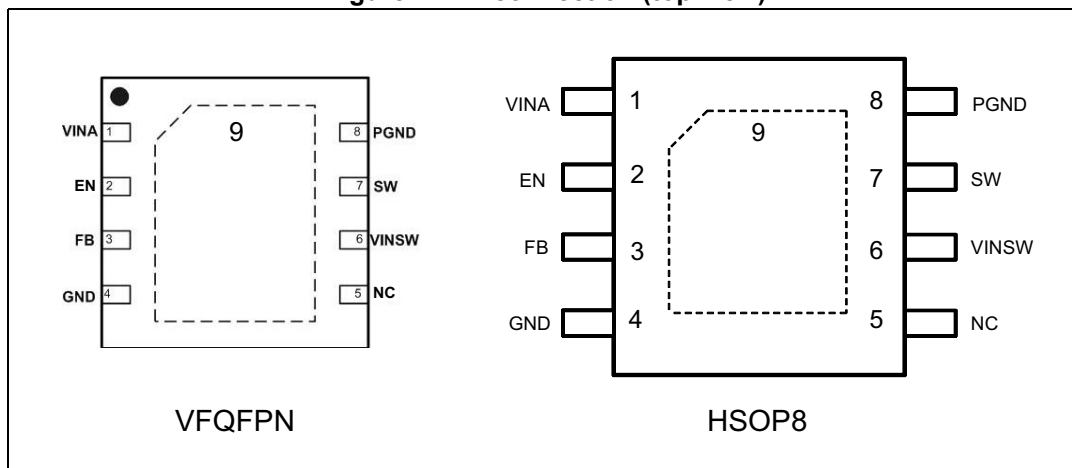 VINA 1 9 8 PGND
EN 2 7 SW
FB 3 6 VINSW
GND 4 5 NC
VFQFPN
VINA 1 9 8 PGND
EN 2 7 SW
FB 3 6 VINSW
GND 4 5 NC
HSOP8